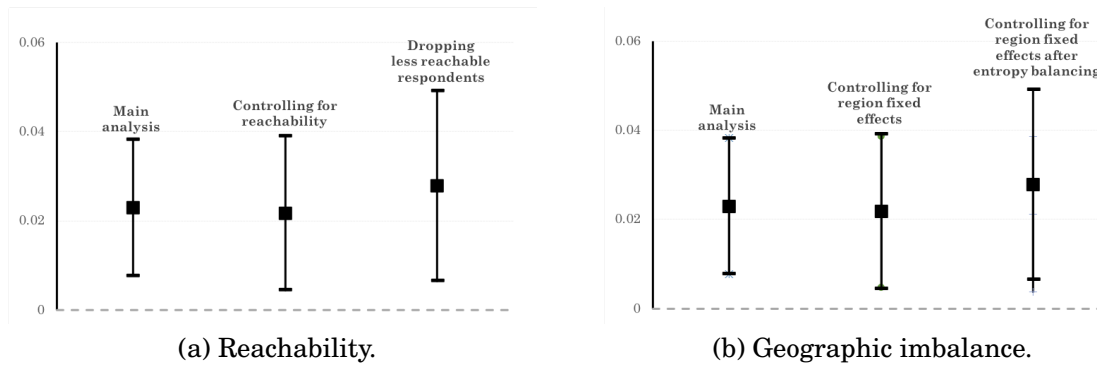 0.06
0.04
0.02
0
Main
analysis
Controlling for
reachability
Dropping
less reachable
respondents
(a) Reachability.
0.06
0.04
0.02
0
Main
analysis
Controlling for
region fixed
effects
Controlling for
region fixed
effects after
entropy balancing
(b) Geographic imbalance.